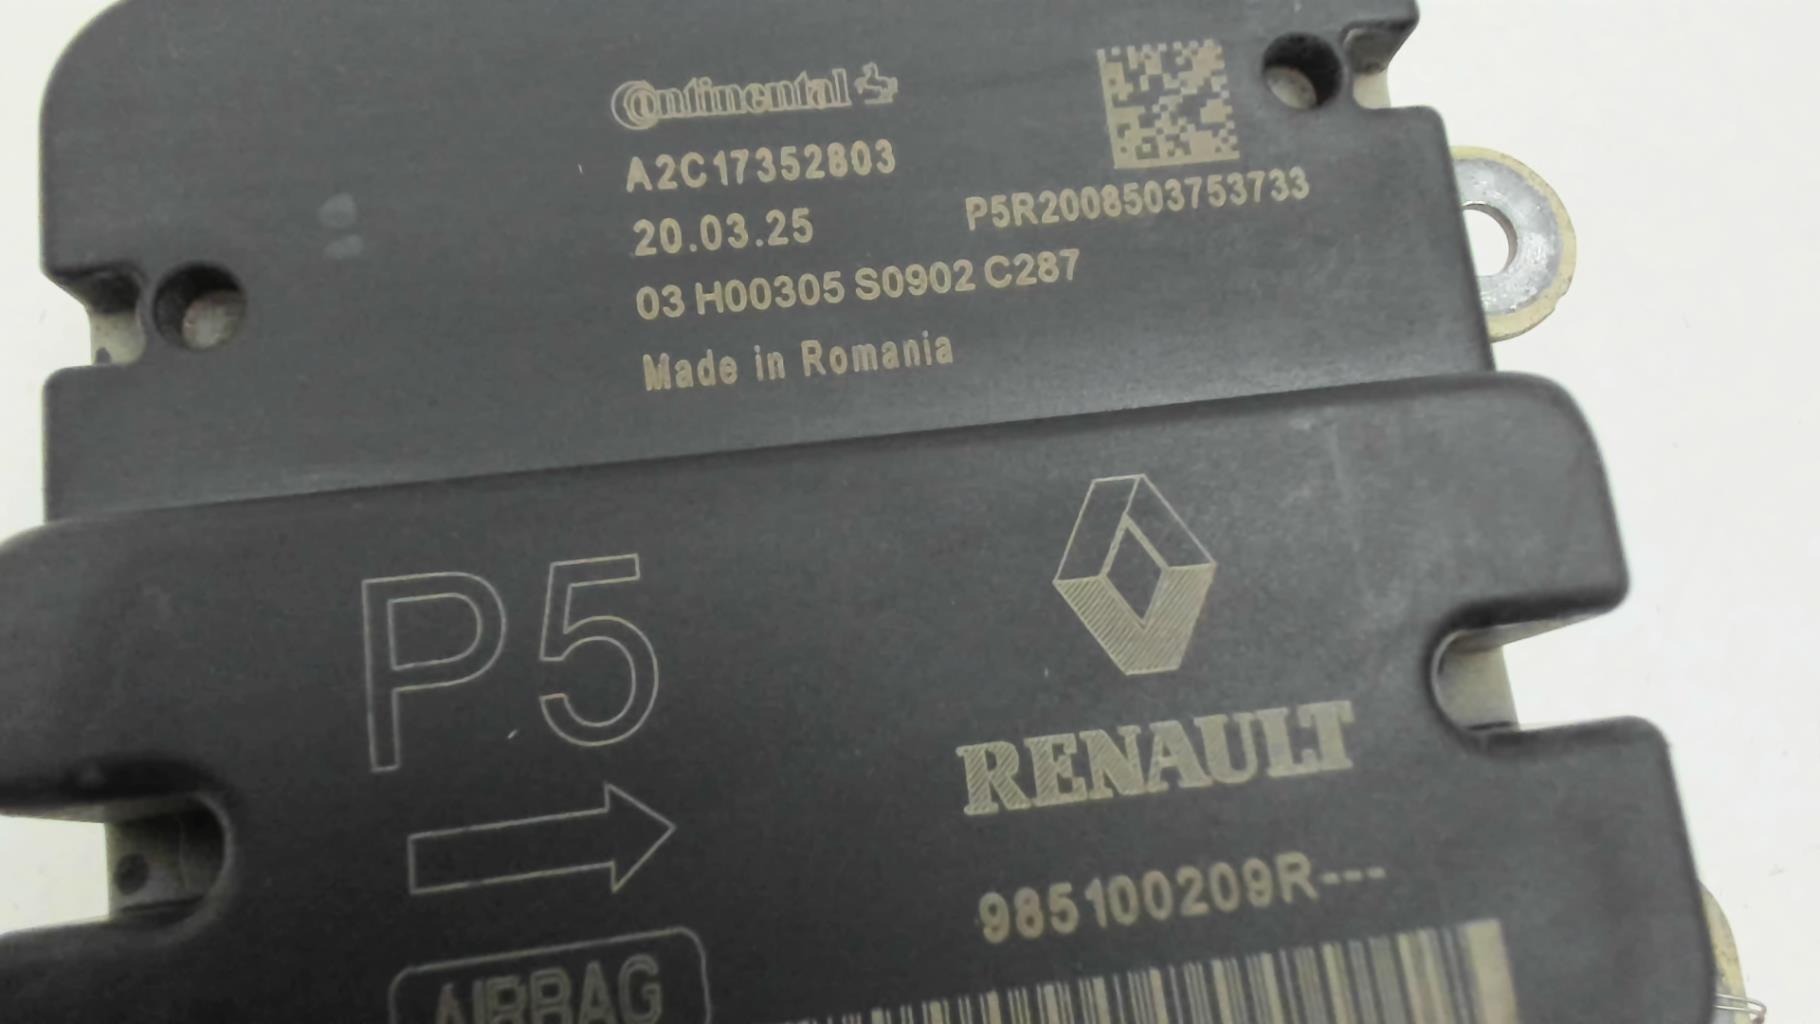 Continental
A2C17352803
20.03.25
P5R2008503753733
03 H00305 S0902 C287
Made in Romania
P5
RENAULT
985100209R---
AIRBAG